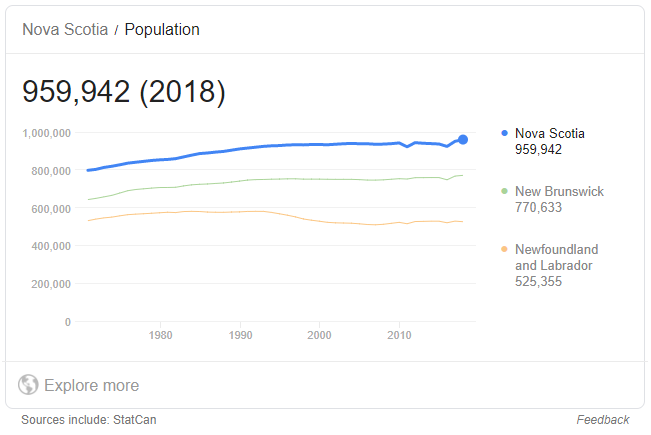 Nova Scotia / Population
959,942 (2018)
1,000,000
800,000
600,000
400,000
200,000
0
1980
1990
2000
2010
Nova Scotia
959,942
New Brunswick
770,633
Newfoundland
and Labrador
525,355
Explore more
Sources include: StatCan
Feedback